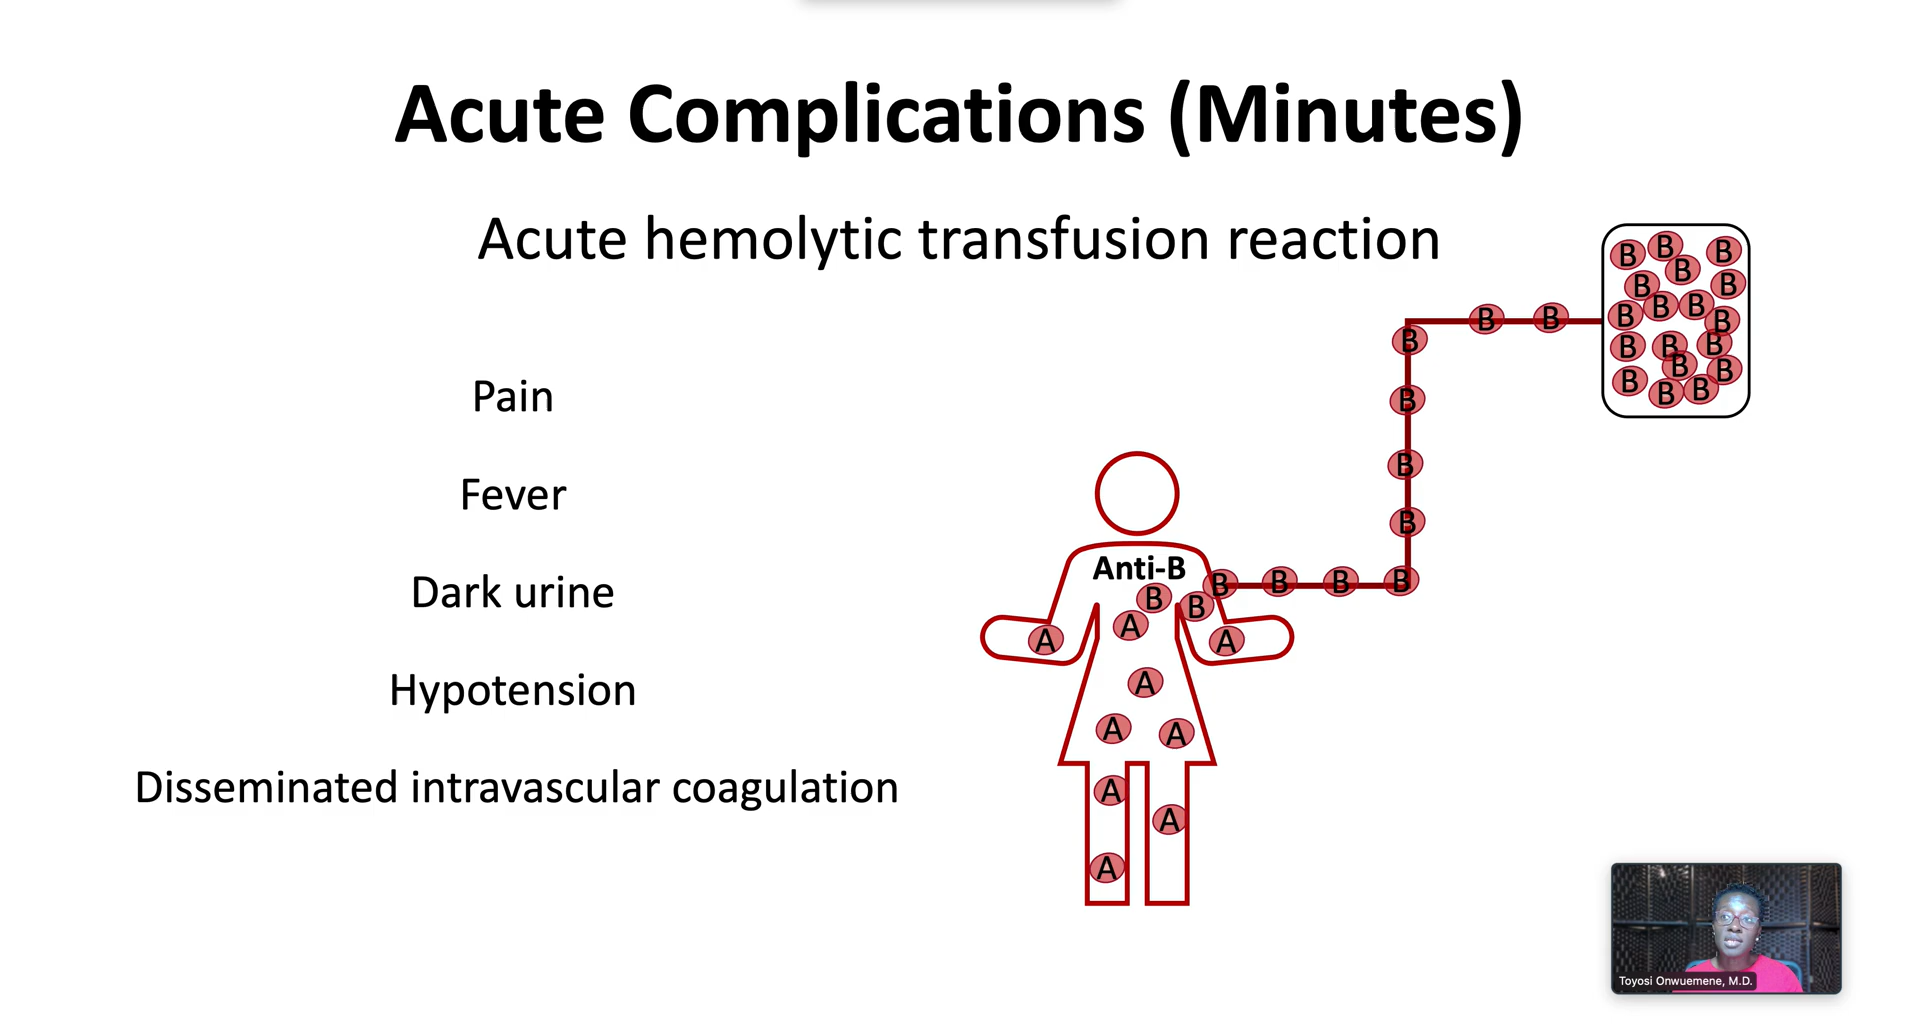 Acute Complications (Minutes)
Acute hemolytic transfusion reaction
Pain
Fever
Dark urine
Hypotension
Disseminated intravascular coagulation
B B B
B
B B
B B B B
B B B
B B
B B B
B B
B
B
B
B
Anti-B
B B B B
B B
A
A A
A
A A
A
A
A
Toyosi Onwuemene, M.D.